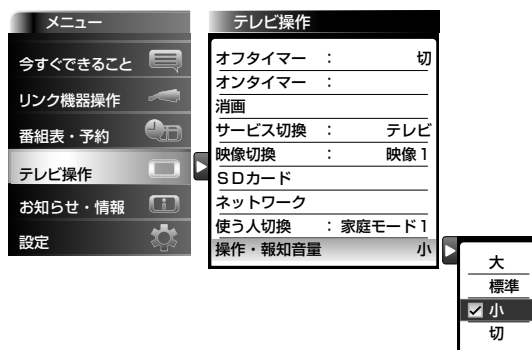 メニュー
今すぐできること
リンク機器操作
番組表・予約
テレビ操作
お知らせ・情報
設定
テレビ操作
オフタイマー : 切
オンタイマー :
消画
サービス切換 : テレビ
映像切換 : 映像1
SDカード
ネットワーク
使う人切換 : 家庭モード1
操作・報知音量 小
大
標準
小
切